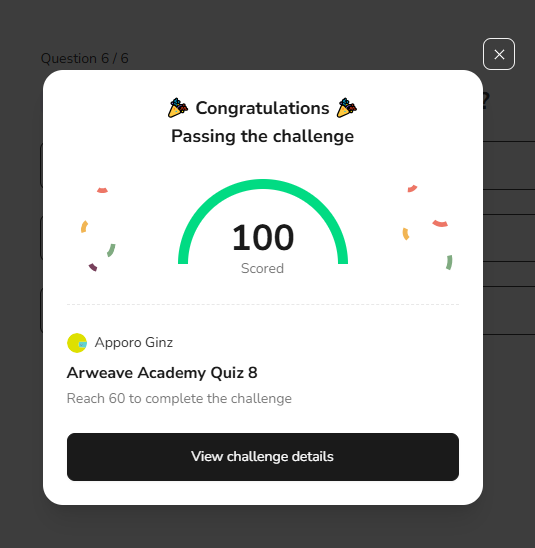 Question 6 / 6
?
Congratulations
Passing the challenge
100
Scored
Apporo Ginz
Arweave Academy Quiz 8
Reach 60 to complete the challenge
View challenge details